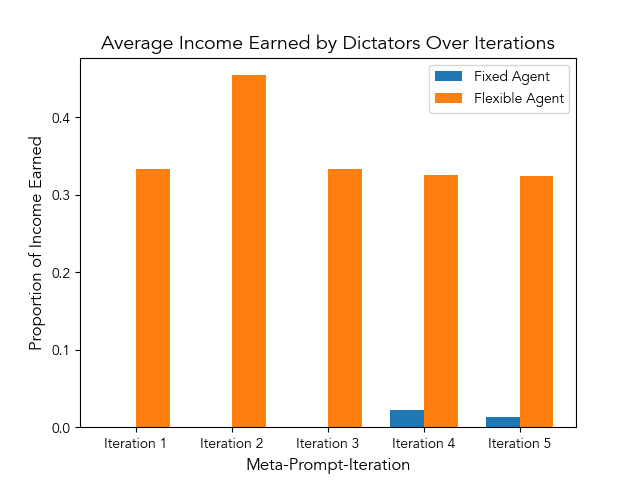 Average Income Earned by Dictators Over Iterations
Fixed Agent
Flexible Agent
Proportion of Income Earned
0.4
0.3
0.2
0.1
0.0
Iteration 1 Iteration 2 Iteration 3 Iteration 4 Iteration 5
Meta-Prompt-Iteration